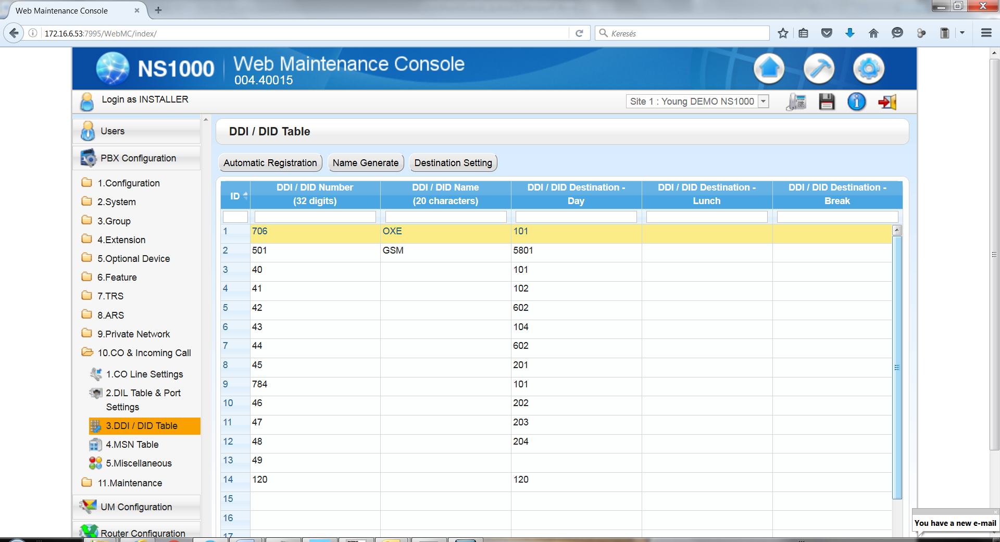 Web Maintenance Console
172.16.6.53:7995/WebMC/index/
Keresés
NS1000
Web Maintenance Console
004.40015
Login as INSTALLER
Site 1 : Young DEMO NS1000
Users
PBX Configuration
1.Configuration
2.System
3.Group
4.Extension
5.Optional Device
6.Feature
7.TRS
8.ARS
9.Private Network
10.CO & Incoming Call
1.CO Line Settings
2.DIL Table & Port
Settings
3.DDI / DID Table
4.MSN Table
5.Miscellaneous
11.Maintenance
UM Configuration
Router Configuration
DDI / DID Table
Automatic Registration Name Generate Destination Setting
ID DDI / DID Number (32 digits) DDI / DID Name (20 characters) DDI / DID Destination - Day DDI / DID Destination - Lunch DDI / DID Destination - Break
1 706 OXE 101
2 501 GSM 5801
3 40 101
4 41 102
5 42 602
6 43 104
7 44 602
8 45 201
9 784 101
10 46 202
11 47 203
12 48 204
13 49
14 120 120
15
16
17
You have a new e-mail